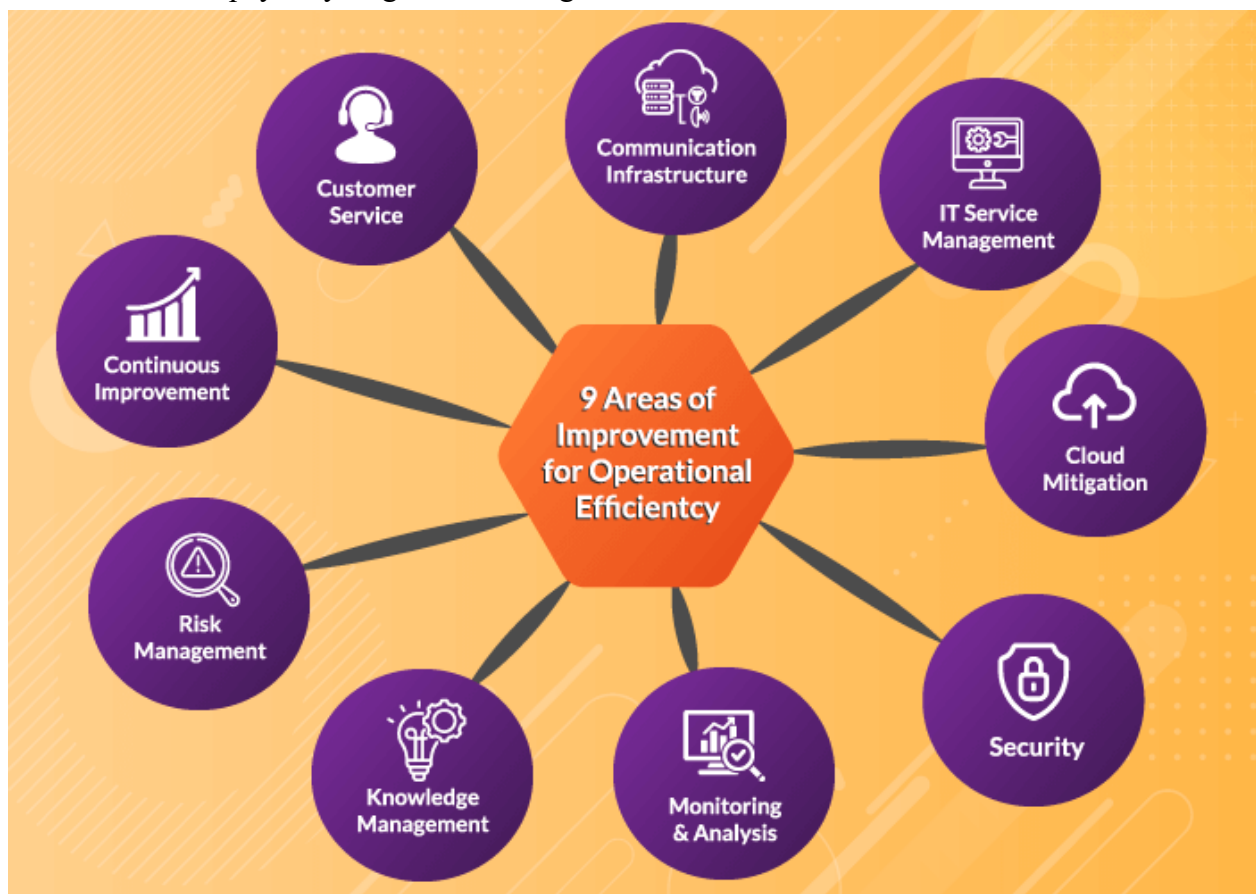 9 Areas of
Improvement
for Operational
Efficientcy
Communication
Infrastructure
IT Service
Management
Cloud
Mitigation
Security
Monitoring
& Analysis
Knowledge
Management
Risk
Management
Continuous
Improvement
Customer
Service